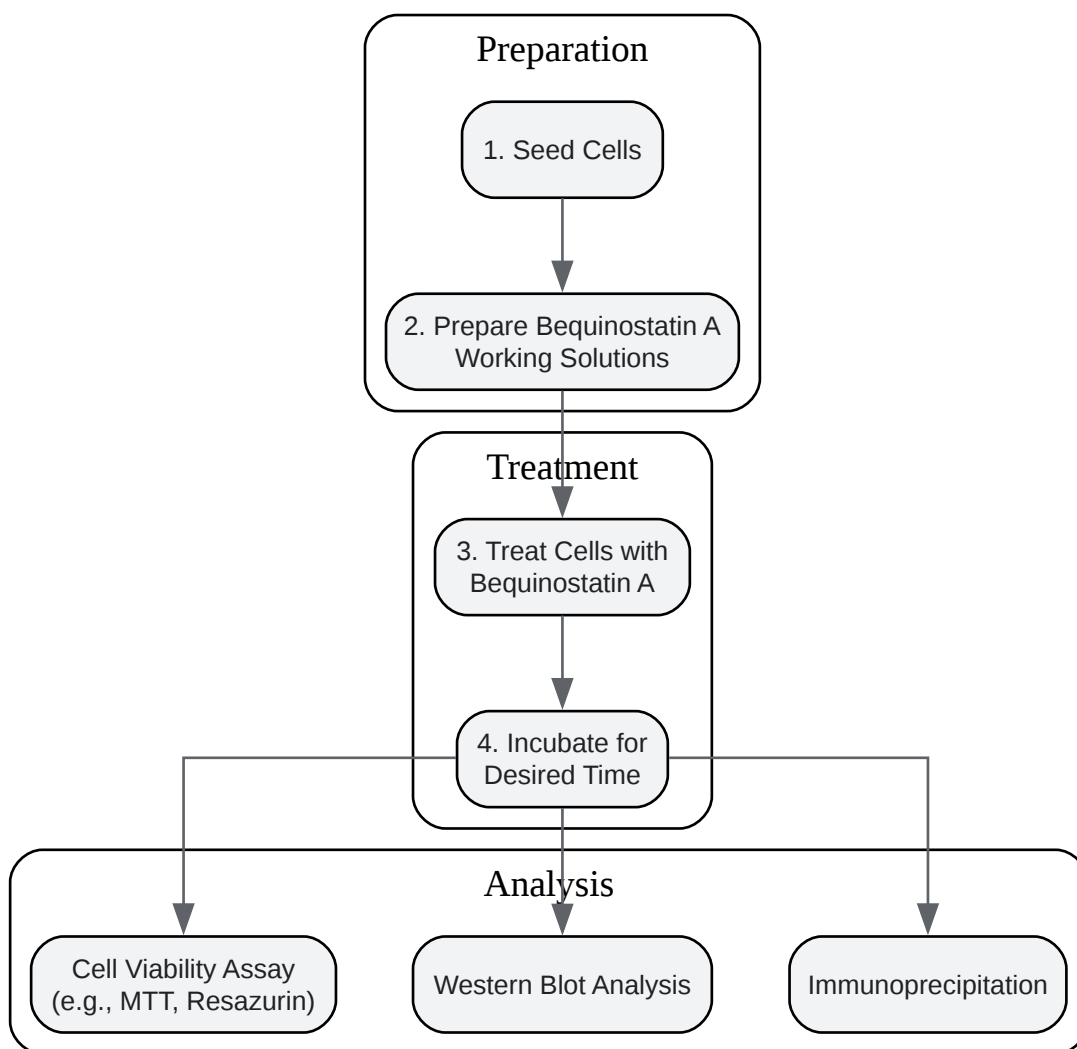 Preparation
1. Seed Cells
2. Prepare Bequinostatin A
Working Solutions
Treatment
3. Treat Cells with
Bequinostatin A
4. Incubate for
Desired Time
Analysis
Cell Viability Assay
(e.g., MTT, Resazurin)
Western Blot Analysis
Immunoprecipitation